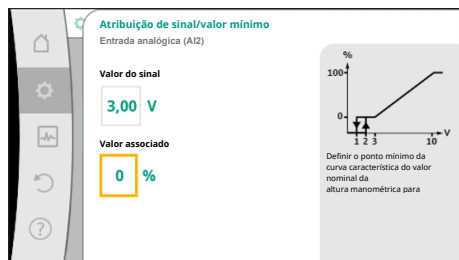 Atribuição de sinal/valor mínimo
Entrada analógica (AI2)
Valor do sinal
3,00 V
Valor associado
0 %
%
100
0
1 2 3 10 V
Definir o ponto mínimo da
curva característica do valor
nominal da
altura manométrica para
?